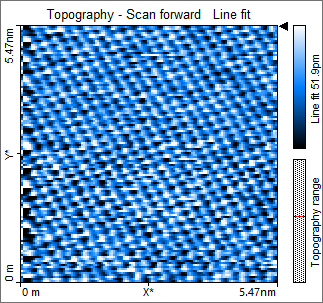 Topography - Scan forward Line fit
5.47nm
Y*
0 m
0 m
X*
5.47nm
Line fit 51.9pm
Topography range